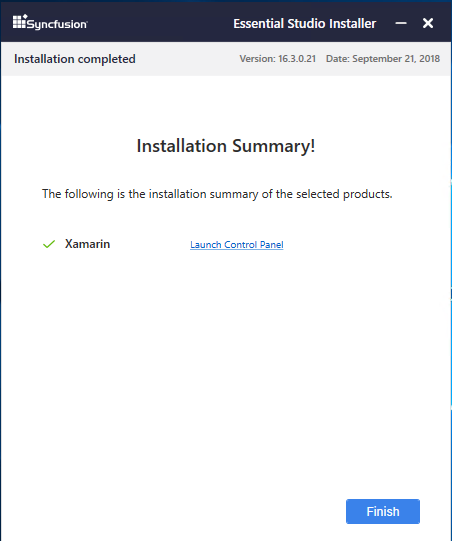 Syncfusion Essential Studio Installer
Installation completed Version: 16.3.0.21 Date: September 21, 2018
Installation Summary!
The following is the installation summary of the selected products.
Xamarin Launch Control Panel
Finish